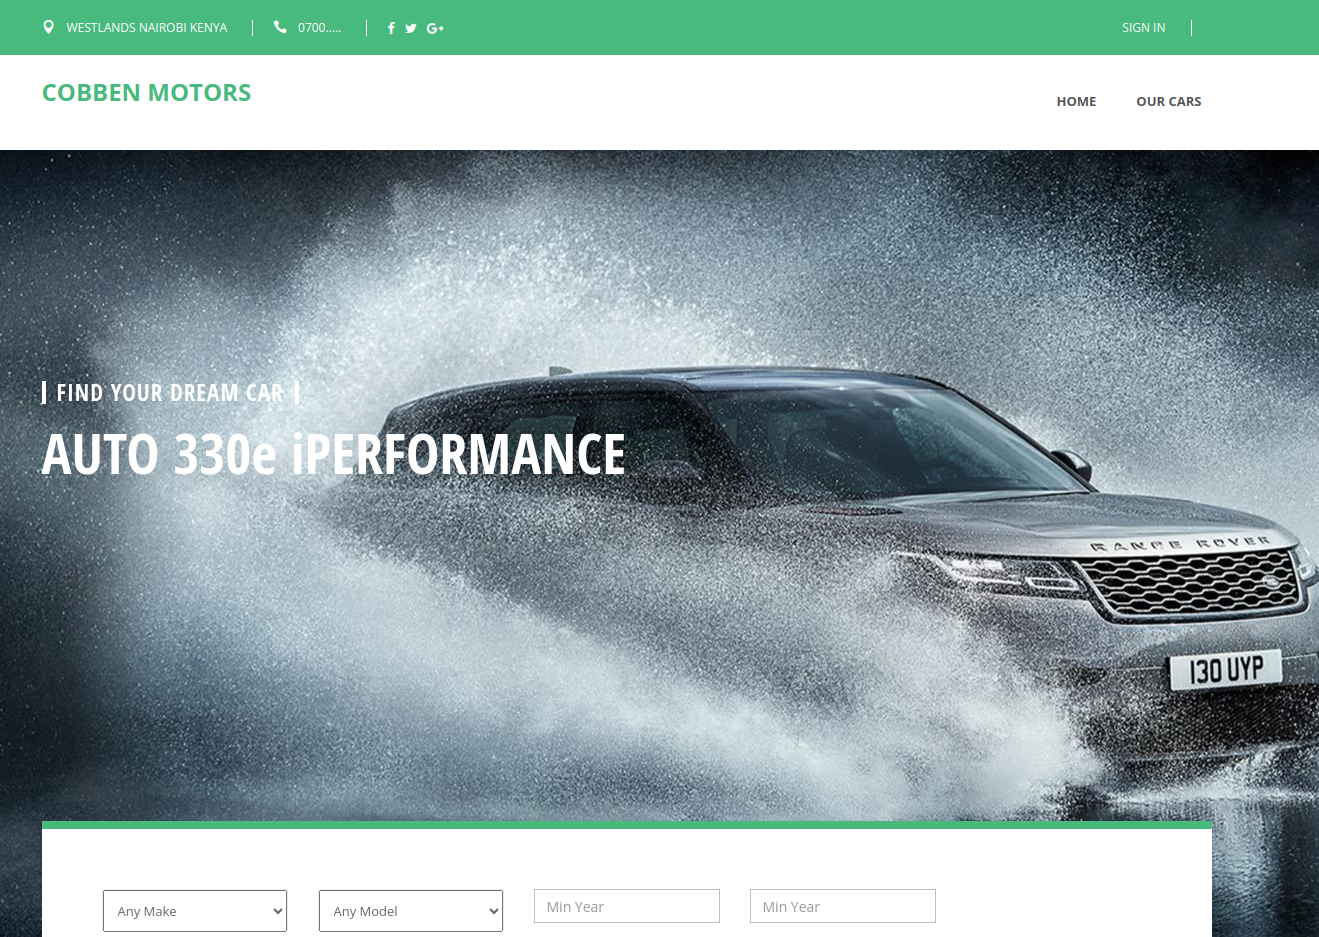 WESTLANDS NAIROBI KENYA
0700.....
SIGN IN
COBBEN MOTORS
HOME
OUR CARS
FIND YOUR DREAM CAR
AUTO 330e iPERFORMANCE
RANGE ROVER
130 UYP
Any Make
Any Model
Min Year
Min Year